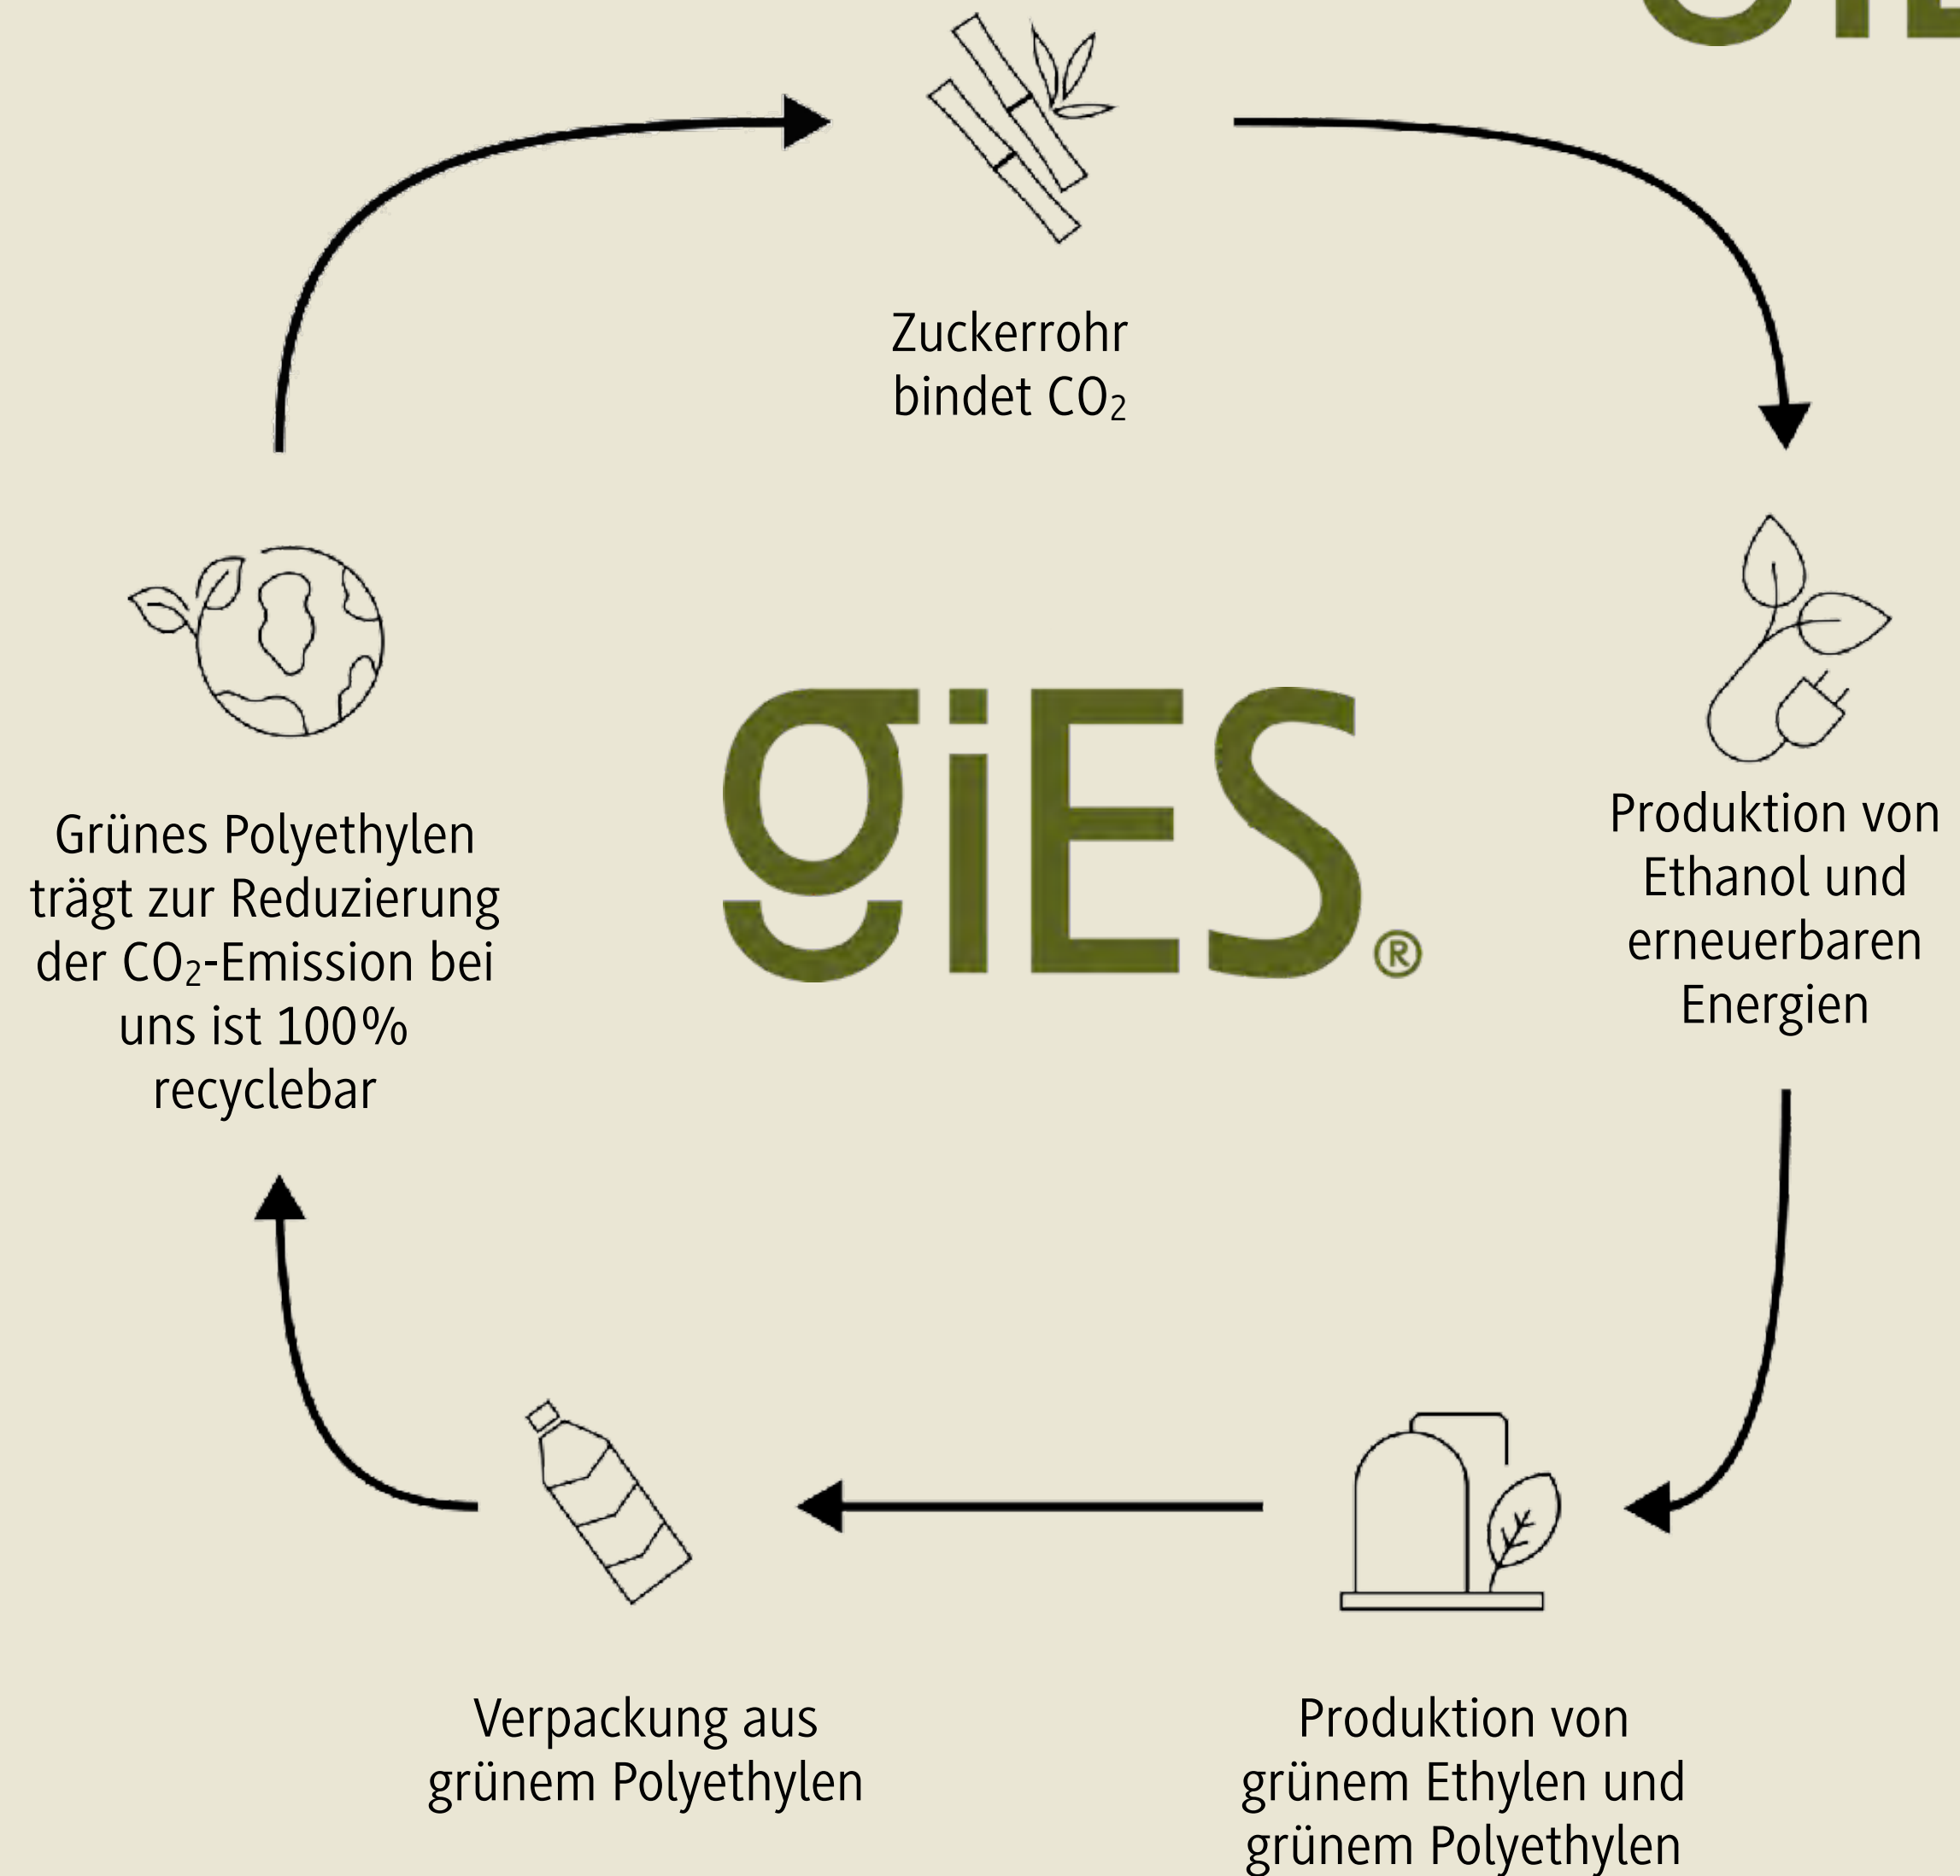 Zuckerrohr
bindet CO₂
Produktion von
Ethanol und
erneuerbaren
Energien
Produktion von
grünem Ethylen und
grünem Polyethylen
Verpackung aus
grünem Polyethylen
Grünes Polyethylen
trägt zur Reduzierung
der CO₂-Emission bei
uns ist 100%
recyclebar
giES®